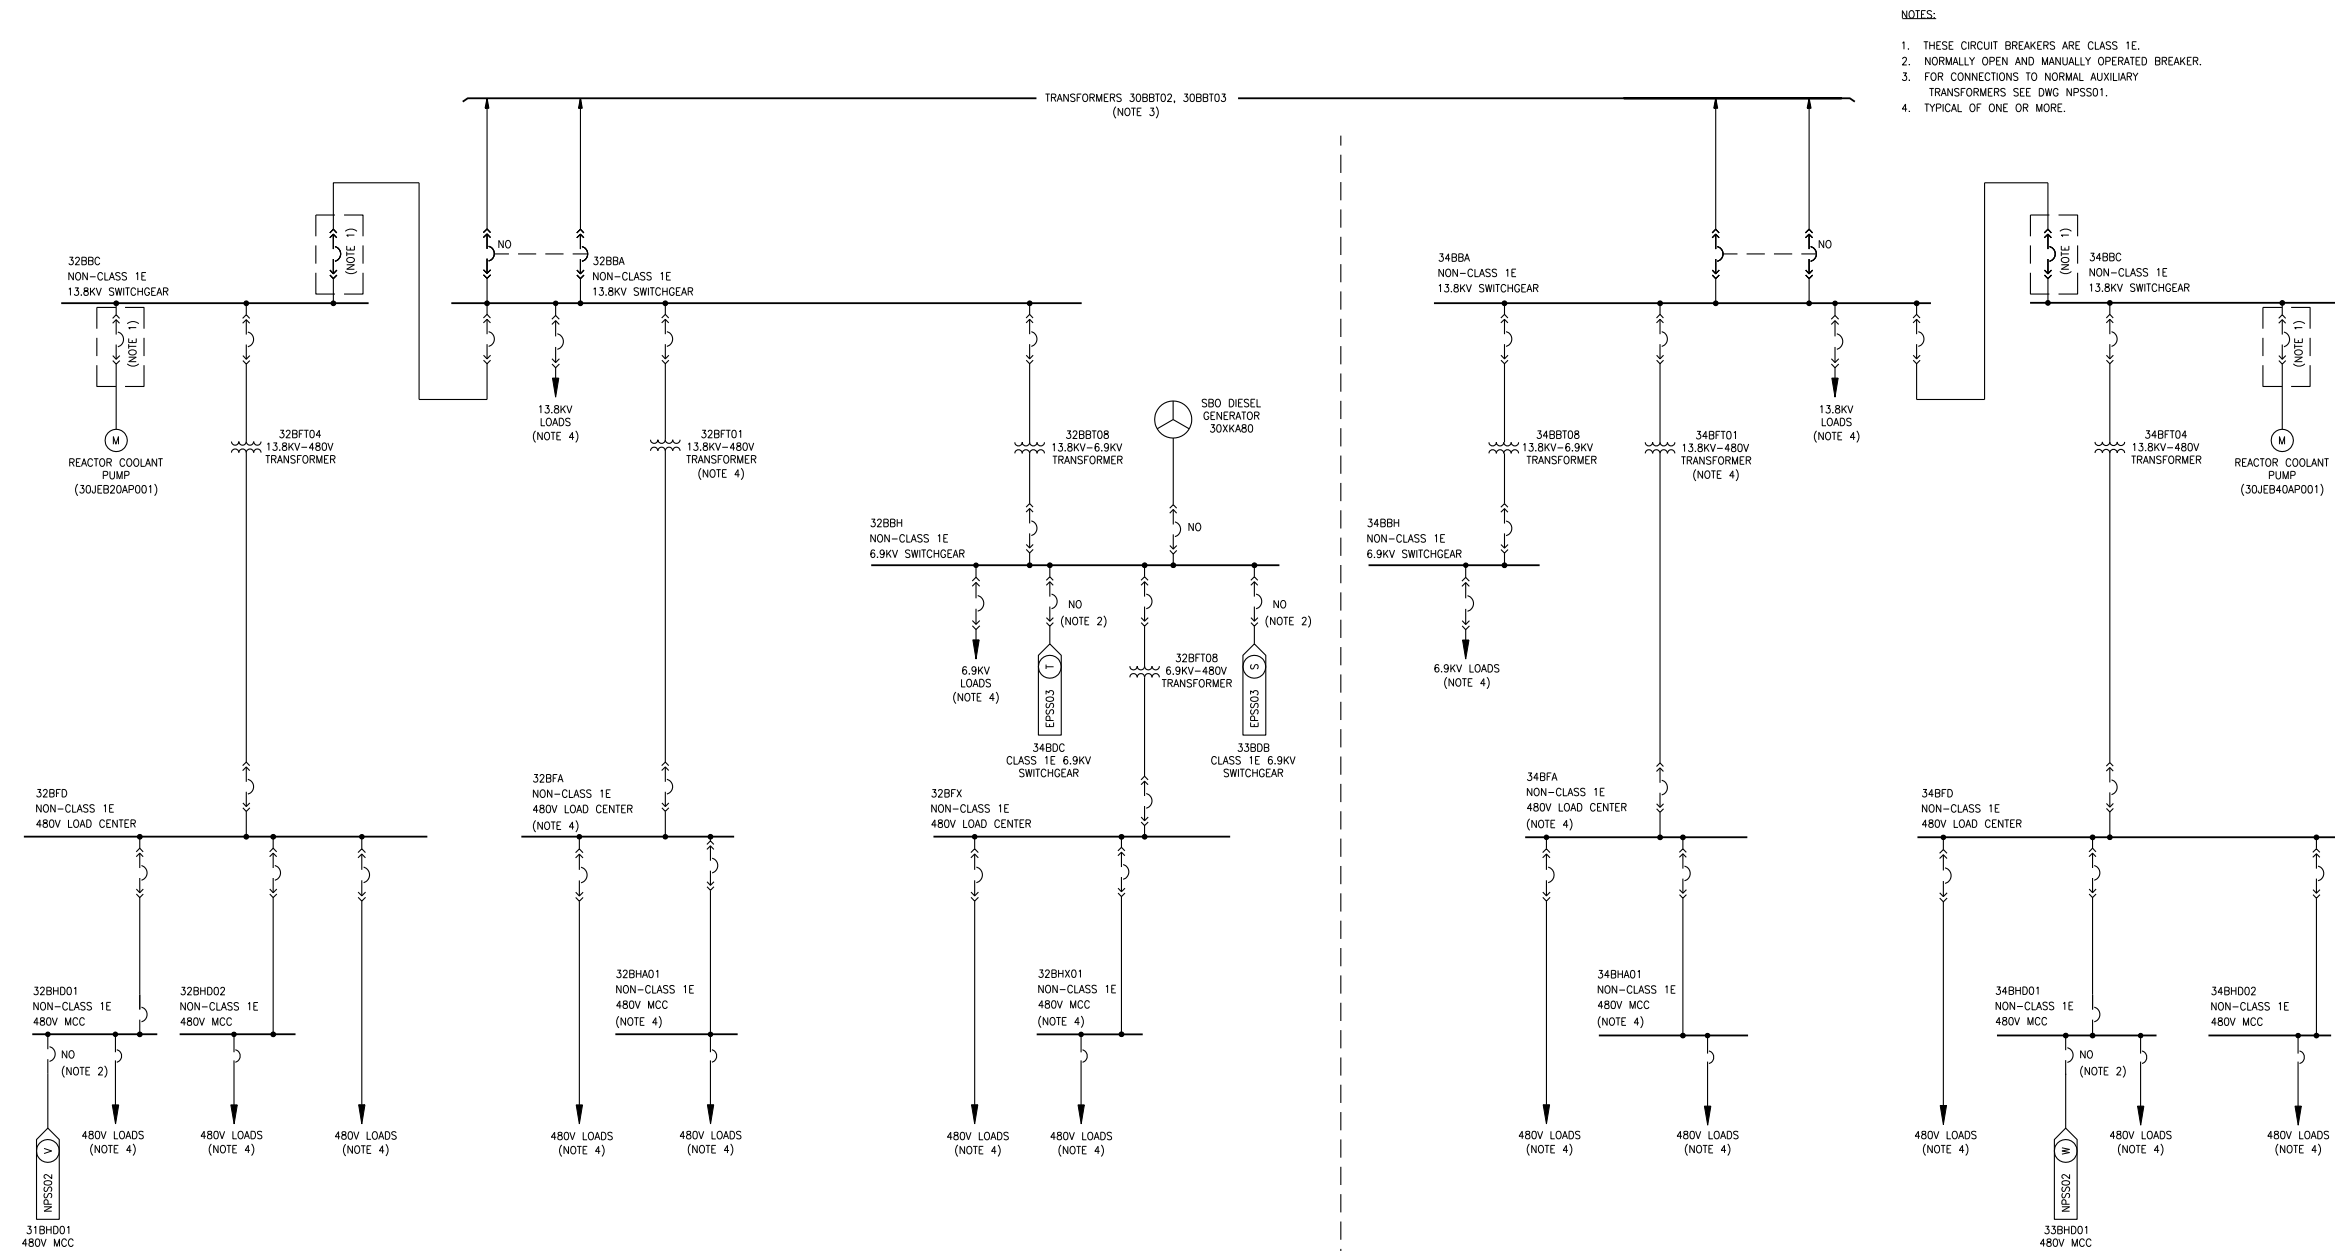 NOTES:
1. THESE CIRCUIT BREAKERS ARE CLASS 1E.
2. NORMALLY OPEN AND MANUALLY OPERATED BREAKER.
3. FOR CONNECTIONS TO NORMAL AUXILIARY
TRANSFORMERS SEE DWG NPSS01.
4. TYPICAL OF ONE OR MORE.
TRANSFORMERS 30BBT02, 30BBT03
(NOTE 3)
32BBC
NON-CLASS 1E
13.8KV SWITCHGEAR
(NOTE 1)
NO
32BBA
NON-CLASS 1E
13.8KV SWITCHGEAR
34BBA
NON-CLASS 1E
13.8KV SWITCHGEAR
NO
(NOTE 1)
34BBC
NON-CLASS 1E
13.8KV SWITCHGEAR
(NOTE 1)
M
REACTOR COOLANT
PUMP
(30JEB20AP001)
32BFT04
13.8KV-480V
TRANSFORMER
13.8KV
LOADS
(NOTE 4)
32BFT01
13.8KV-480V
TRANSFORMER
(NOTE 4)
32BBT08
13.8KV-6.9KV
TRANSFORMER
SBO DIESEL
GENERATOR
30XKA80
34BBT08
13.8KV-6.9KV
TRANSFORMER
34BFT01
13.8KV-480V
TRANSFORMER
(NOTE 4)
13.8KV
LOADS
(NOTE 4)
34BFT04
13.8KV-480V
TRANSFORMER
(NOTE 1)
M
REACTOR COOLANT
PUMP
(30JEB40AP001)
32BBH
NON-CLASS 1E
6.9KV SWITCHGEAR
NO
34BBH
NON-CLASS 1E
6.9KV SWITCHGEAR
6.9KV
LOADS
(NOTE 4)
NO
(NOTE 2)
T
EPSS03
34BDC
CLASS 1E 6.9KV
SWITCHGEAR
32BFT08
6.9KV-480V
TRANSFORMER
NO
(NOTE 2)
S
EPSS03
33BDB
CLASS 1E 6.9KV
SWITCHGEAR
6.9KV LOADS
(NOTE 4)
32BFD
NON-CLASS 1E
480V LOAD CENTER
32BFA
NON-CLASS 1E
480V LOAD CENTER
(NOTE 4)
32BFX
NON-CLASS 1E
480V LOAD CENTER
34BFA
NON-CLASS 1E
480V LOAD CENTER
(NOTE 4)
34BFD
NON-CLASS 1E
480V LOAD CENTER
32BHD01
NON-CLASS 1E
480V MCC
32BHD02
NON-CLASS 1E
480V MCC
32BHA01
NON-CLASS 1E
480V MCC
(NOTE 4)
32BHX01
NON-CLASS 1E
480V MCC
(NOTE 4)
34BHA01
NON-CLASS 1E
480V MCC
(NOTE 4)
34BHD01
NON-CLASS 1E
480V MCC
34BHD02
NON-CLASS 1E
480V MCC
NO
(NOTE 2)
V
NPSS02
31BHD01
480V MCC
480V LOADS
(NOTE 4)
480V LOADS
(NOTE 4)
480V LOADS
(NOTE 4)
480V LOADS
(NOTE 4)
480V LOADS
(NOTE 4)
480V LOADS
(NOTE 4)
480V LOADS
(NOTE 4)
480V LOADS
(NOTE 4)
480V LOADS
(NOTE 4)
480V LOADS
(NOTE 4)
NO
(NOTE 2)
W
NPSS02
33BHD01
480V MCC
480V LOADS
(NOTE 4)
480V LOADS
(NOTE 4)